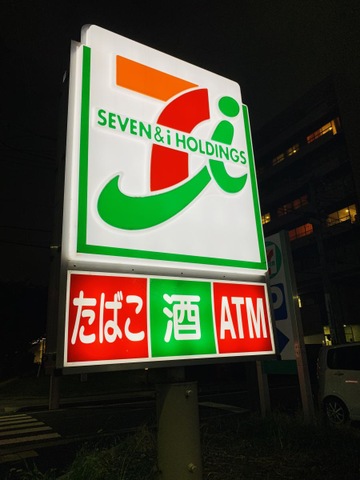 SEVEN & i HOLDINGS
たばこ 酒 ATM